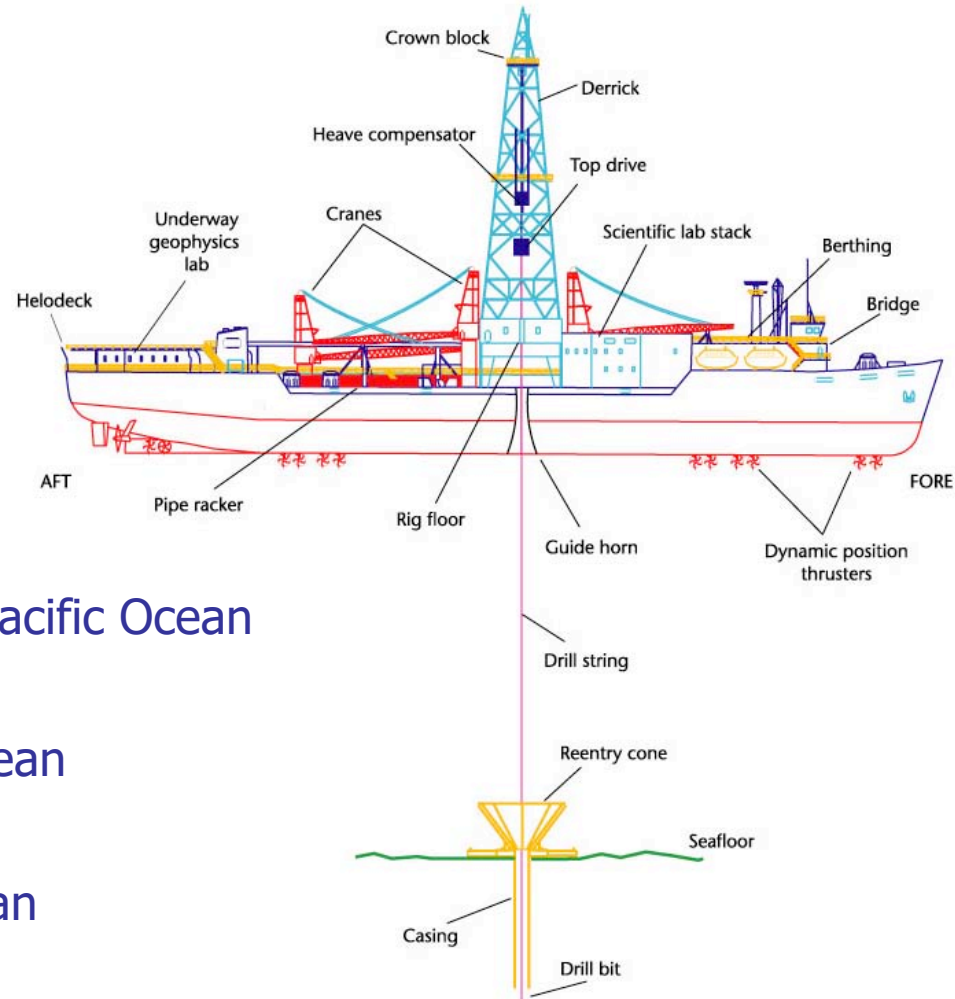 Crown block
Derrick
Heave compensator
Top drive
Cranes
Underway
geophysics
lab
Scientific lab stack
Berthing
Helodeck
Bridge
AFT
FORE
Pipe racker
Rig floor
Guide horn
Dynamic position
thrusters
acific Ocean
Drill string
ean
Reentry cone
Seafloor
an
Casing
Drill bit